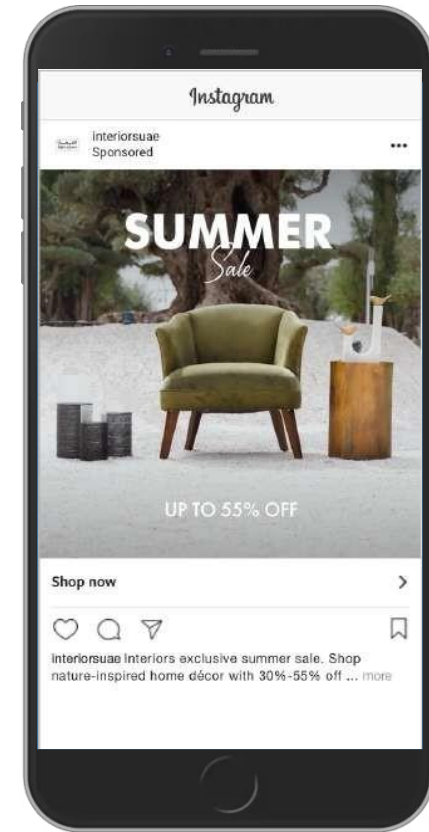 Instagram
interiorsuae
Sponsored
•••
SUMMER
Sale
UP TO 55% OFF
Shop now
interiorsuae Interiors exclusive summer sale. Shop
nature-inspired home décor with 30%-55% off ... more